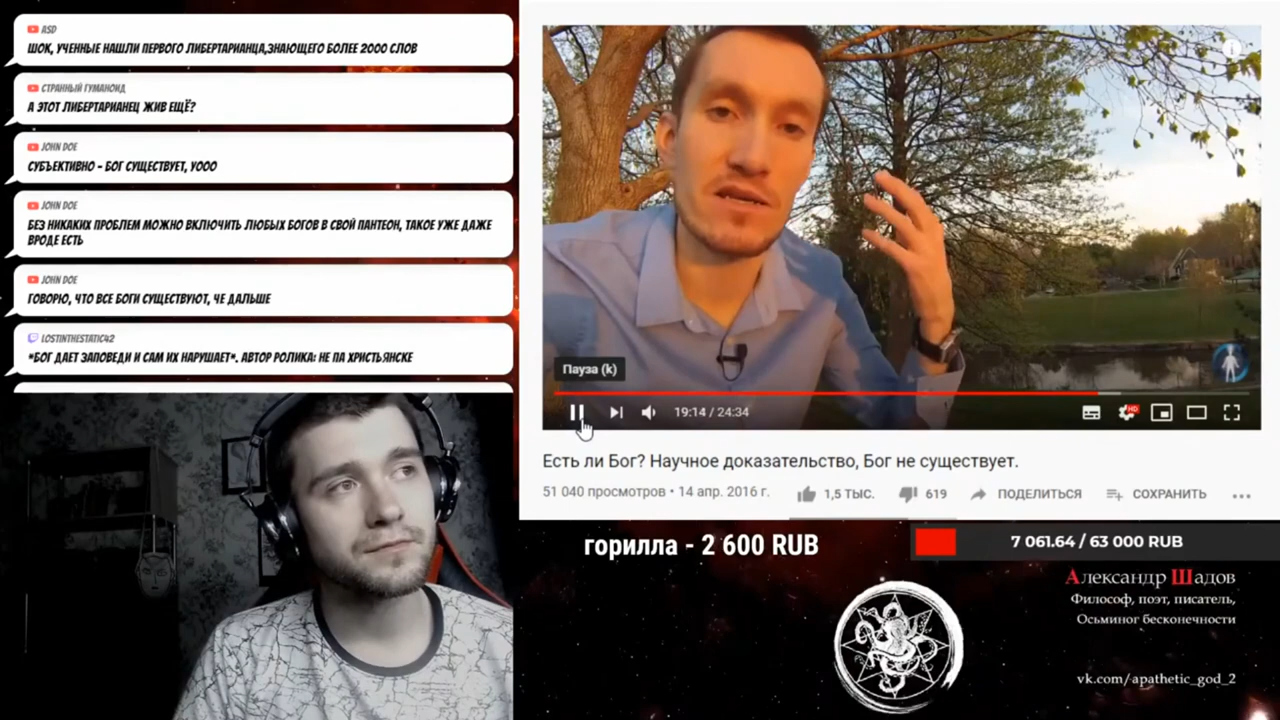 ASD
ШОК, УЧЕННЫЕ НАШЛИ ПЕРВОГО ЛИБЕРТАРИАНЦА,ЗНАЮЩЕГО БОЛЕЕ 2000 СЛОВ
СТРАННЫЙ ГУМАНОИД
А ЭТОТ ЛИБЕРТАРИАНЕЦ ЖИВ ЕЩЁ?
JOHN DOE
СУБЪЕКТИВНО - БОГ СУЩЕСТВУЕТ, УООО
JOHN DOE
БЕЗ НИКАКИХ ПРОБЛЕМ МОЖНО ВКЛЮЧИТЬ ЛЮБЫХ БОГОВ В СВОЙ ПАНТЕОН, ТАКОЕ УЖЕ ДАЖЕ
ВРОДЕ ЕСТЬ
JOHN DOE
ГОВОРЮ, ЧТО ВСЕ БОГИ СУЩЕСТВУЮТ, ЧЕ ДАЛЬШЕ
LOSTINTHESTATIC42
*БОГ ДАЕТ ЗАПОВЕДИ И САМ ИХ НАРУШАЕТ*. АВТОР РОЛИКА: НЕ ПА ХРИСТЬЯНСКЕ
Пауза (k)
19:14 / 24:34
HD
Есть ли Бог? Научное доказательство, Бог не существует.
51 040 просмотров • 14 апр. 2016 г.
1,5 ТЫС.
619
ПОДЕЛИТЬСЯ
СОХРАНИТЬ
горилла - 2 600 RUB
7 061.64 / 63 000 RUB
Александр Шадов
Философ, поэт, писатель,
Осьминог бесконечности
vk.com/apathetic_god_2